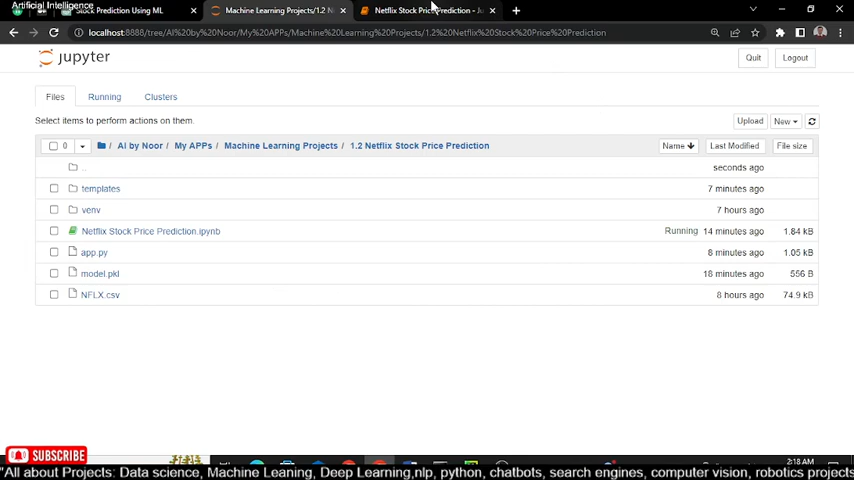 Artificial Intelligence
Stock Prediction Using ML
Machine Learning Projects/1.2 N
Netflix Stock Price Prediction - Ju
localhost:8888/tree/AI%20by%20Noor/My%20APPs/Machine%20Learning%20Projects/1.2%20Netflix%20Stock%20Price%20Prediction
jupyter
Quit
Logout
Files
Running
Clusters
Select items to perform actions on them.
Upload
New
0
/ AI by Noor / My APPs / Machine Learning Projects / 1.2 Netflix Stock Price Prediction
Name
Last Modified
File size
..
seconds ago
templates
7 minutes ago
venv
7 hours ago
Netflix Stock Price Prediction.ipynb
Running 14 minutes ago 1.84 kB
app.py
8 minutes ago 1.05 kB
model.pkl
18 minutes ago 556 B
NFLX.csv
8 hours ago 74.9 kB
SUBSCRIBE
2:18 AM
"All about Projects: Data science, Machine Leaning, Deep Learning,nlp, python, chatbots, search engines, computer vision, robotics projects